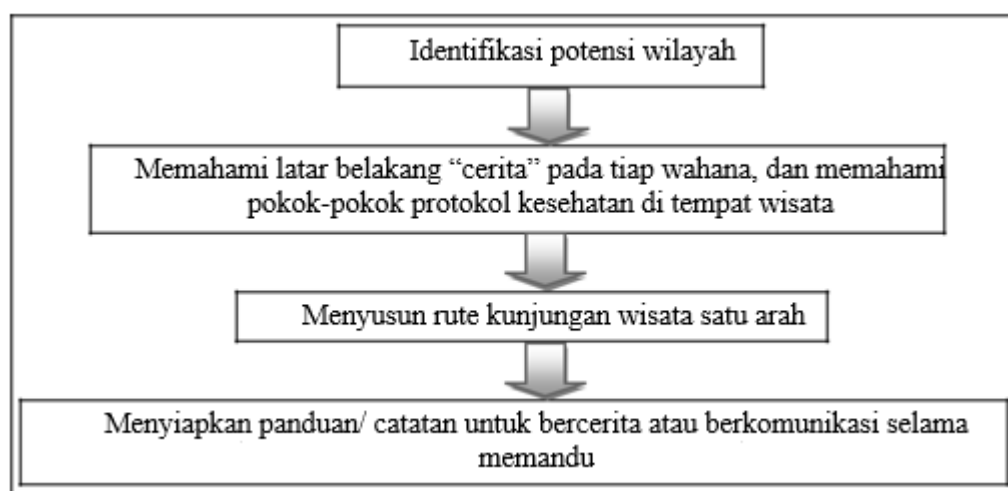 Identifikasi potensi wilayah
Memahami latar belakang “cerita” pada tiap wahana, dan memahami
pokok-pokok protokol kesehatan di tempat wisata
Menyusun rute kunjungan wisata satu arah
Menyiapkan panduan/ catatan untuk bercerita atau berkomunikasi selama
memandu